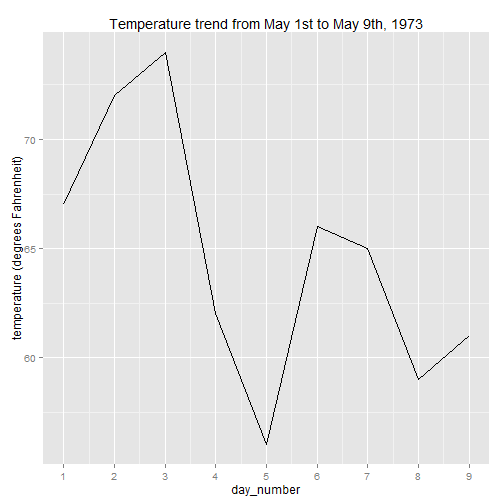 Temperature trend from May 1st to May 9th, 1973
temperature (degrees Fahrenheit)
70
65
60
1 2 3 4 5 6 7 8 9
day_number